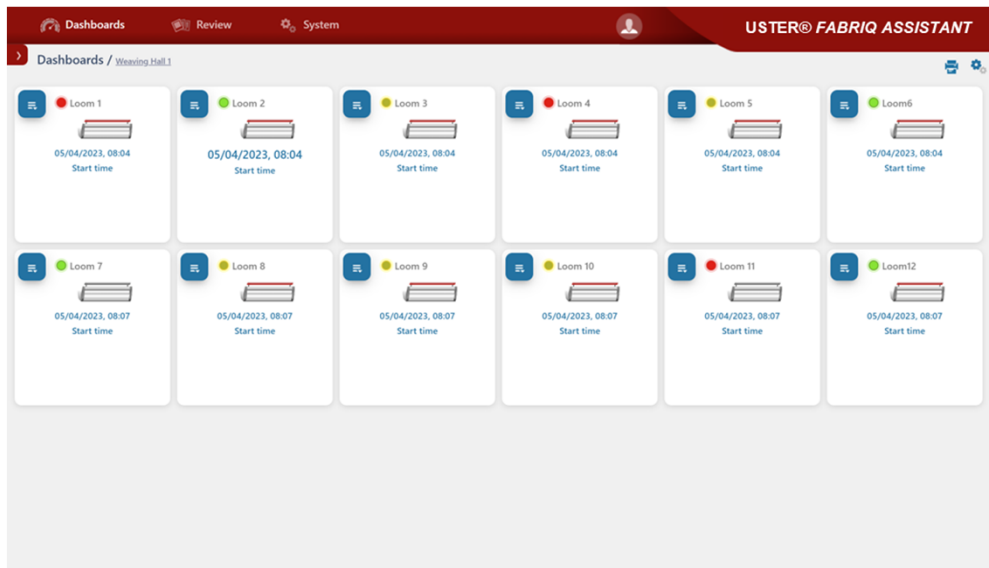 Dashboards Review System USTER® FABRIQ ASSISTANT
Dashboards / Weaving Hall 1
Loom 1 Loom 2 Loom 3 Loom 4 Loom 5 Loom6
05/04/2023, 08:04 05/04/2023, 08:04 05/04/2023, 08:04 05/04/2023, 08:04 05/04/2023, 08:04 05/04/2023, 08:04
Start time Start time Start time Start time Start time Start time
Loom 7 Loom 8 Loom 9 Loom 10 Loom 11 Loom12
05/04/2023, 08:07 05/04/2023, 08:07 05/04/2023, 08:07 05/04/2023, 08:07 05/04/2023, 08:07 05/04/2023, 08:07
Start time Start time Start time Start time Start time Start time